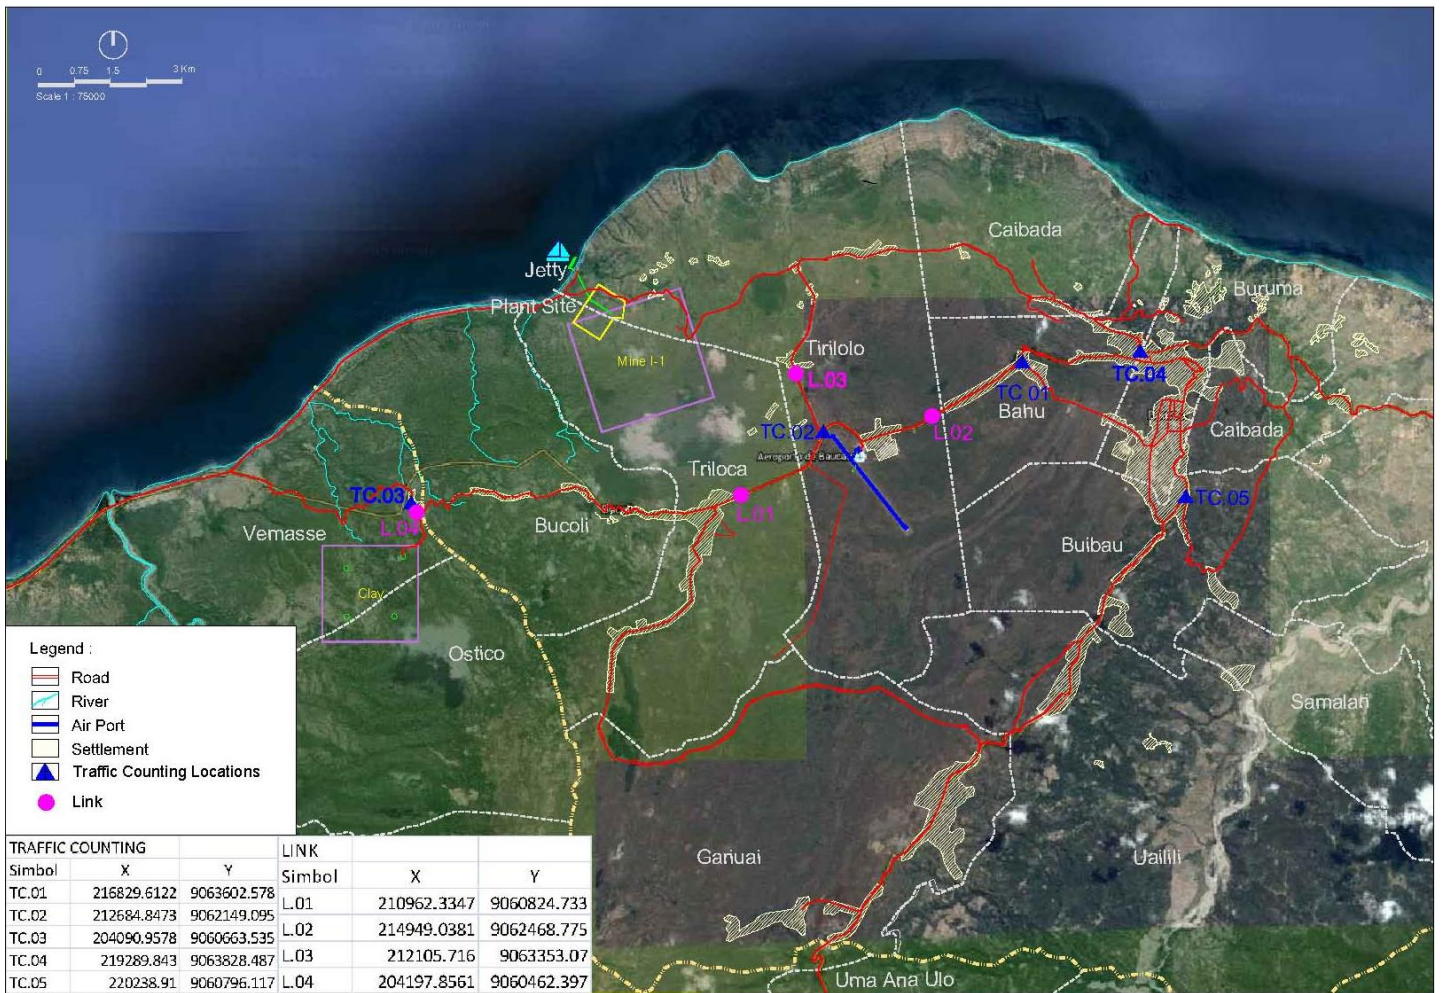 0 0.75 1.5 3 Km
Scale 1 : 75000
Caibada
Jetty
Buruma
Plant Site
Mine I-1
Tirilolo
L.03
TC.01
TC.04
Bahu
L.02
TC.02
Caibada
Triloca
TC.03
L.01
TC.05
L.04
Vemasse
Bucoli
Buibau
Clay
Ostico
Samalari
Legend :
Road
River
Air Port
Settlement
Traffic Counting Locations
Link
Gariuai
Uailili
Uma Ana Ulo
TRAFFIC COUNTING
Simbol X Y
TC.01 216829.6122 9063602.578
TC.02 212684.8473 9062149.095
TC.03 204090.9578 9060663.535
TC.04 219289.843 9063828.487
TC.05 220238.91 9060796.117
LINK
Simbol X Y
L.01 210962.3347 9060824.733
L.02 214949.0381 9062468.775
L.03 212105.716 9063353.07
L.04 204197.8561 9060462.397